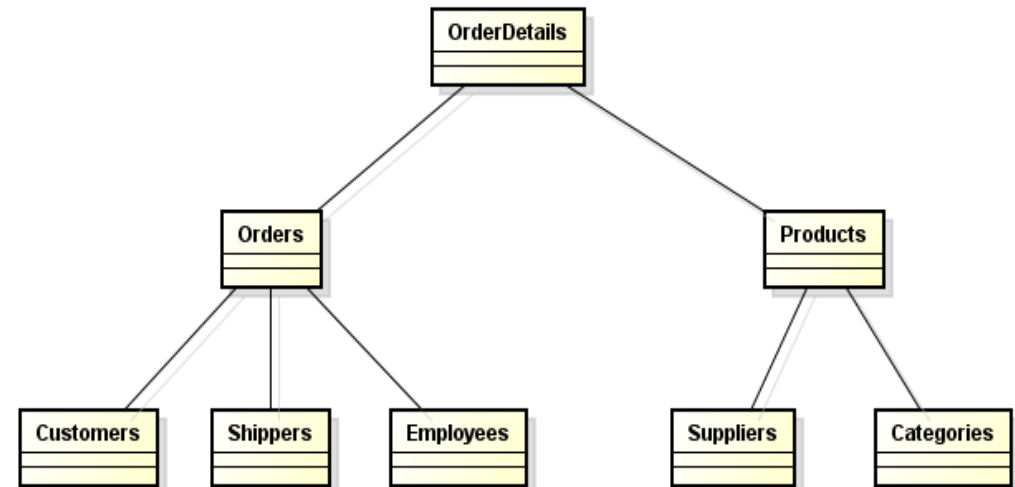 OrderDetails
Orders
Products
Customers
Shippers
Employees
Suppliers
Categories